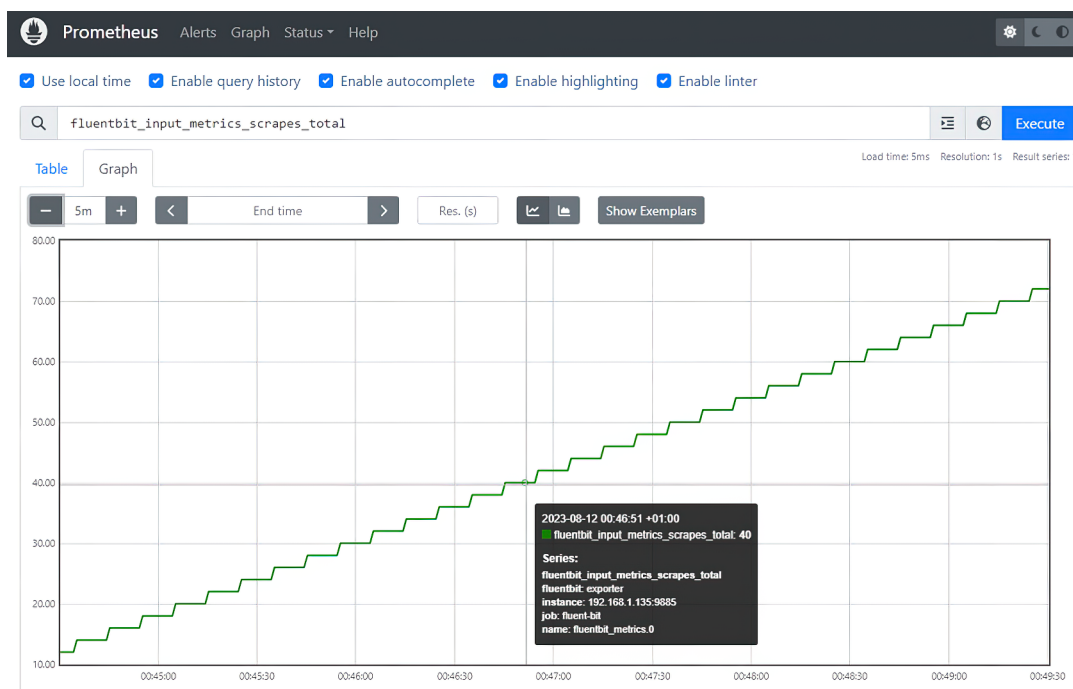 Prometheus Alerts Graph Status Help
Use local time Enable query history Enable autocomplete Enable highlighting Enable linter
fluentbit_input_metrics_scrapes_total Execute
Load time: 5ms Resolution: 1s Result series:
Table Graph
5m End time Res. (s) Show Exemplars
80.00
70.00
60.00
50.00
40.00
30.00
20.00
10.00
2023-08-12 00:46:51 +01:00
fluentbit_input_metrics_scrapes_total: 40
Series:
fluentbit_input_metrics_scrapes_total
fluentbit: exporter
instance: 192.168.1.135:9885
job: fluent-bit
name: fluentbit_metrics.0
00:45:00 00:45:30 00:46:00 00:46:30 00:47:00 00:47:30 00:48:00 00:48:30 00:49:00 00:49:30